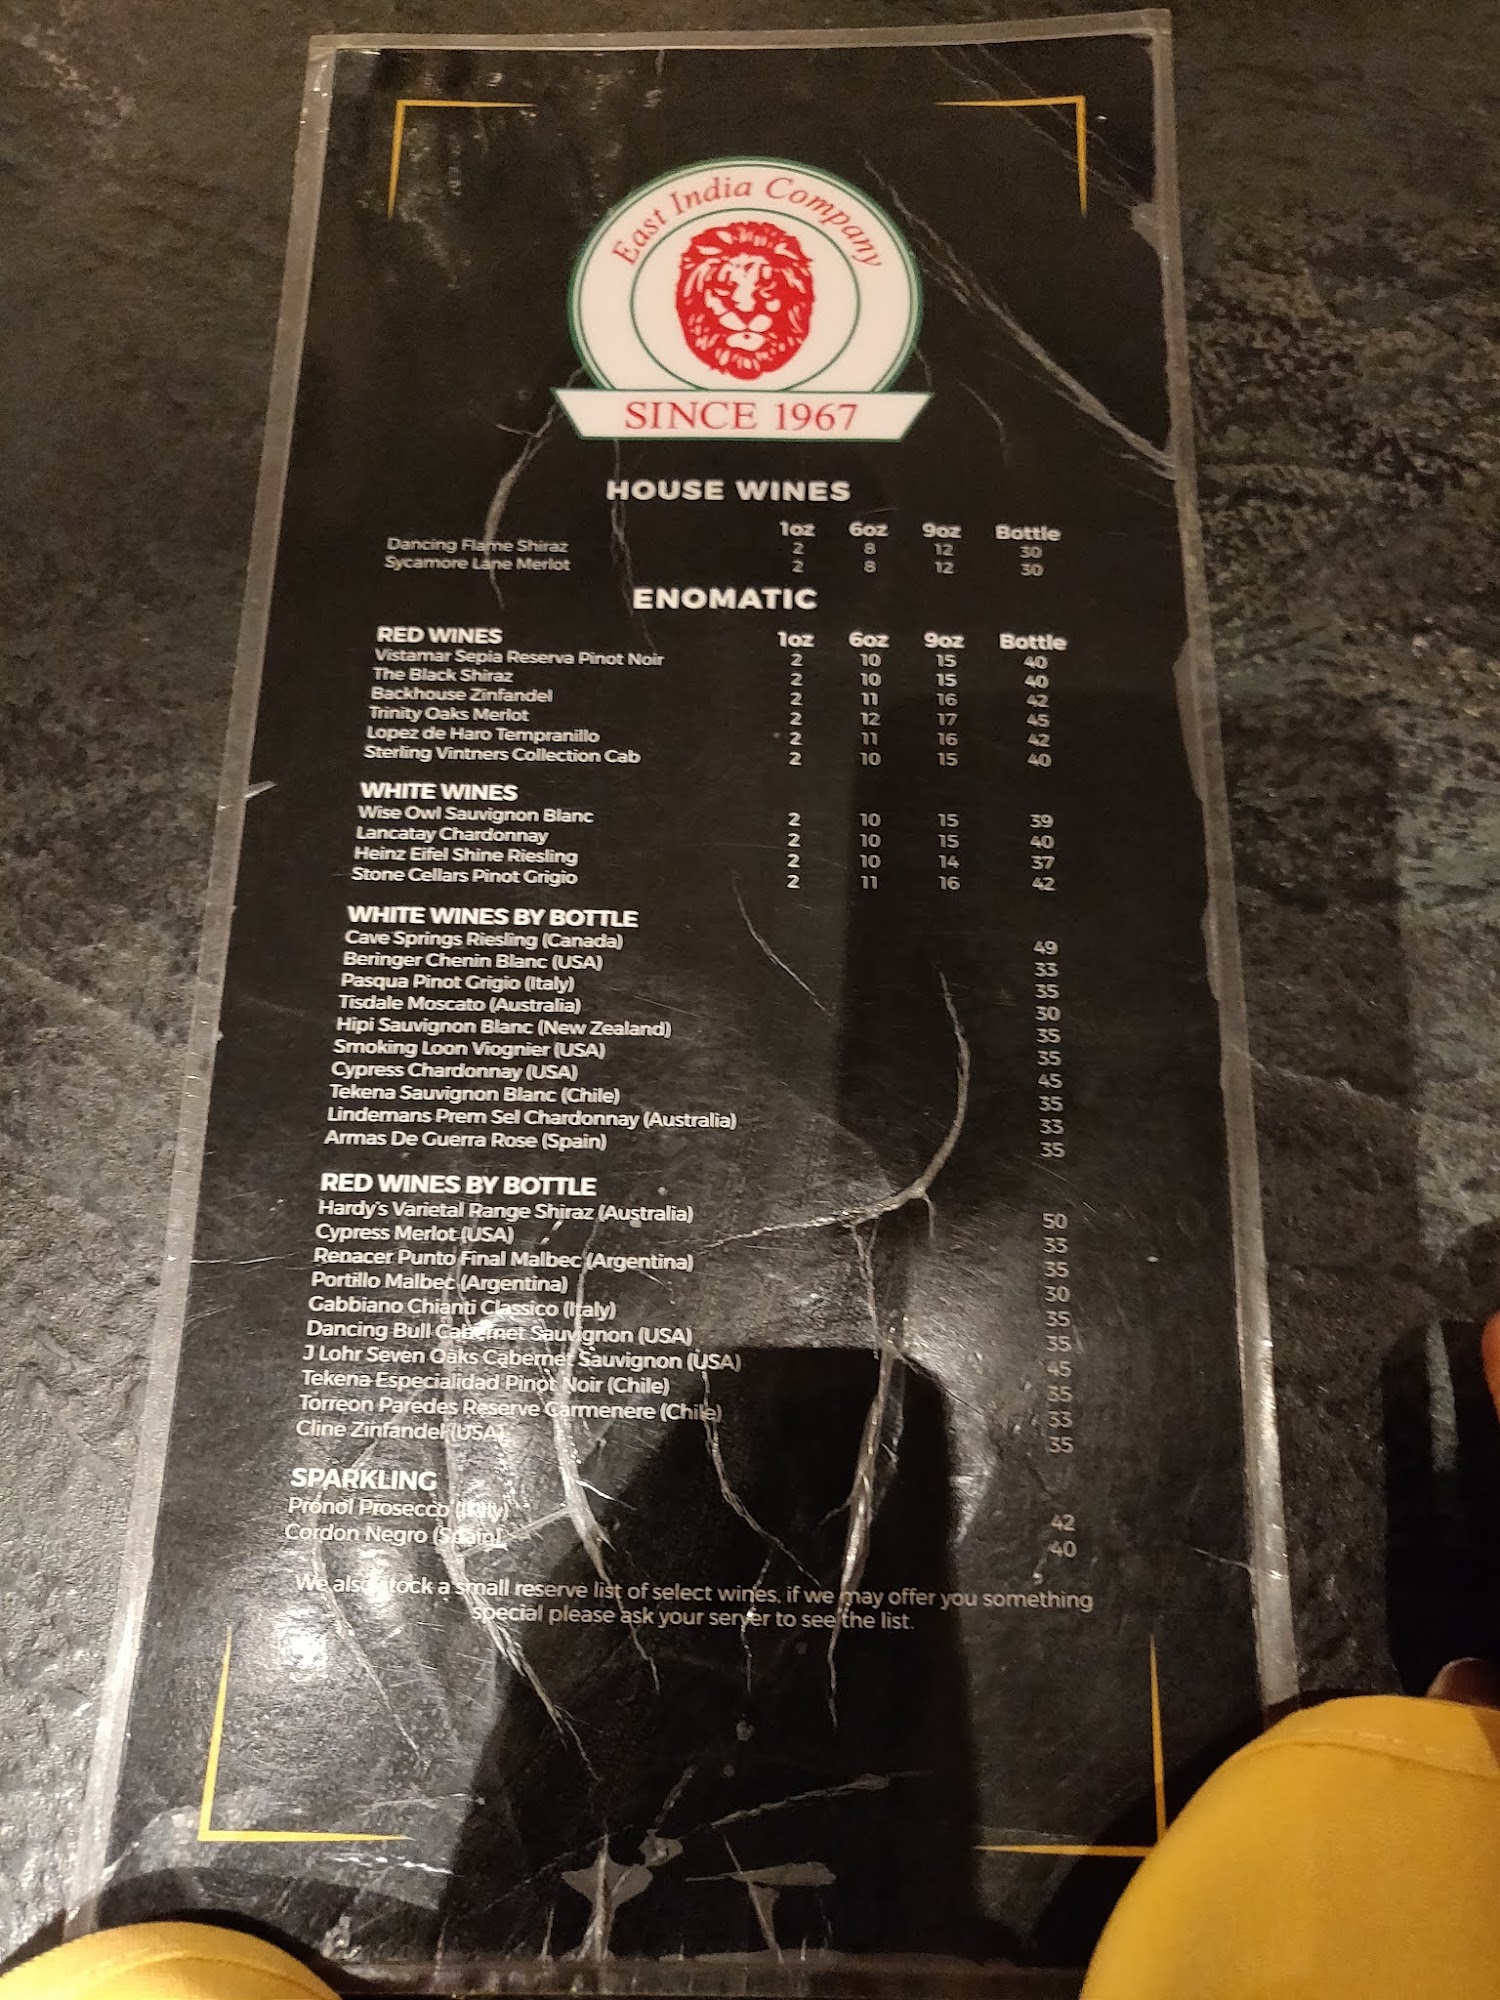 East India Company
SINCE 1967
HOUSE WINES
1oz 6oz 9oz Bottle
Dancing Flame Shiraz 2 8 12 30
Sycamore Lane Merlot 2 8 12 30
ENOMATIC
RED WINES 1oz 6oz 9oz Bottle
Vistamar Sepia Reserva Pinot Noir 2 10 15 40
The Black Shiraz 2 10 15 40
Backhouse Zinfandel 2 11 16 42
Trinity Oaks Merlot 2 12 17 45
Lopez de Haro Tempranillo 2 11 16 42
Sterling Vintners Collection Cab 2 10 15 40
WHITE WINES
Wise Owl Sauvignon Blanc 2 10 15 39
Lancatay Chardonnay 2 10 15 40
Heinz Eifel Shine Riesling 2 10 14 37
Stone Cellars Pinot Grigio 2 11 16 42
WHITE WINES BY BOTTLE
Cave Springs Riesling (Canada) 49
Beringer Chenin Blanc (USA) 33
Pasqua Pinot Grigio (Italy) 35
Tisdale Moscato (Australia) 30
Hipi Sauvignon Blanc (New Zealand) 35
Smoking Loon Viognier (USA) 35
Cypress Chardonnay (USA) 45
Tekena Sauvignon Blanc (Chile) 35
Lindemans Prem Sel Chardonnay (Australia) 33
Armas De Guerra Rose (Spain) 35
RED WINES BY BOTTLE
Hardy's Varietal Range Shiraz (Australia) 50
Cypress Merlot (USA) 33
Renacer Punto Final Malbec (Argentina) 35
Portillo Malbec (Argentina) 30
Gabbiano Chianti Classico (Italy) 35
Dancing Bull Cabernet Sauvignon (USA) 35
J Lohr Seven Oaks Cabernet Sauvignon (USA) 45
Tekena Especialidad Pinot Noir (Chile) 35
Torreon Paredes Reserve Carmenere (Chile) 33
Cline Zinfandel (USA) 35
SPARKLING
Pronol Prosecco (Italy) 42
Cordon Negro (Spain) 40
We also stock a small reserve list of select wines, if we may offer you something
special please ask your server to see the list.